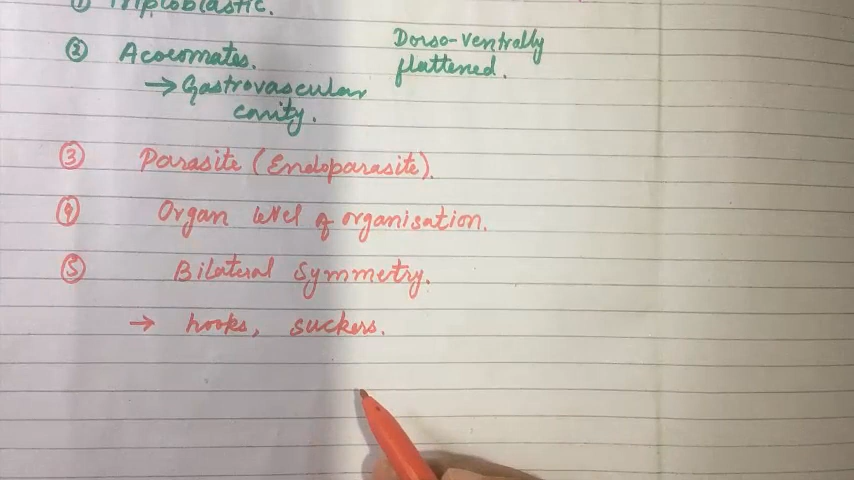 ① Triploblastic.
② Acoeomates.
Dorso-ventrally
flattened.
→ Gastrovascular
cavity.
③ Parasite (Endoparasite).
④ Organ level of organisation.
⑤ Bilateral Symmetry.
→ hooks, suckers.